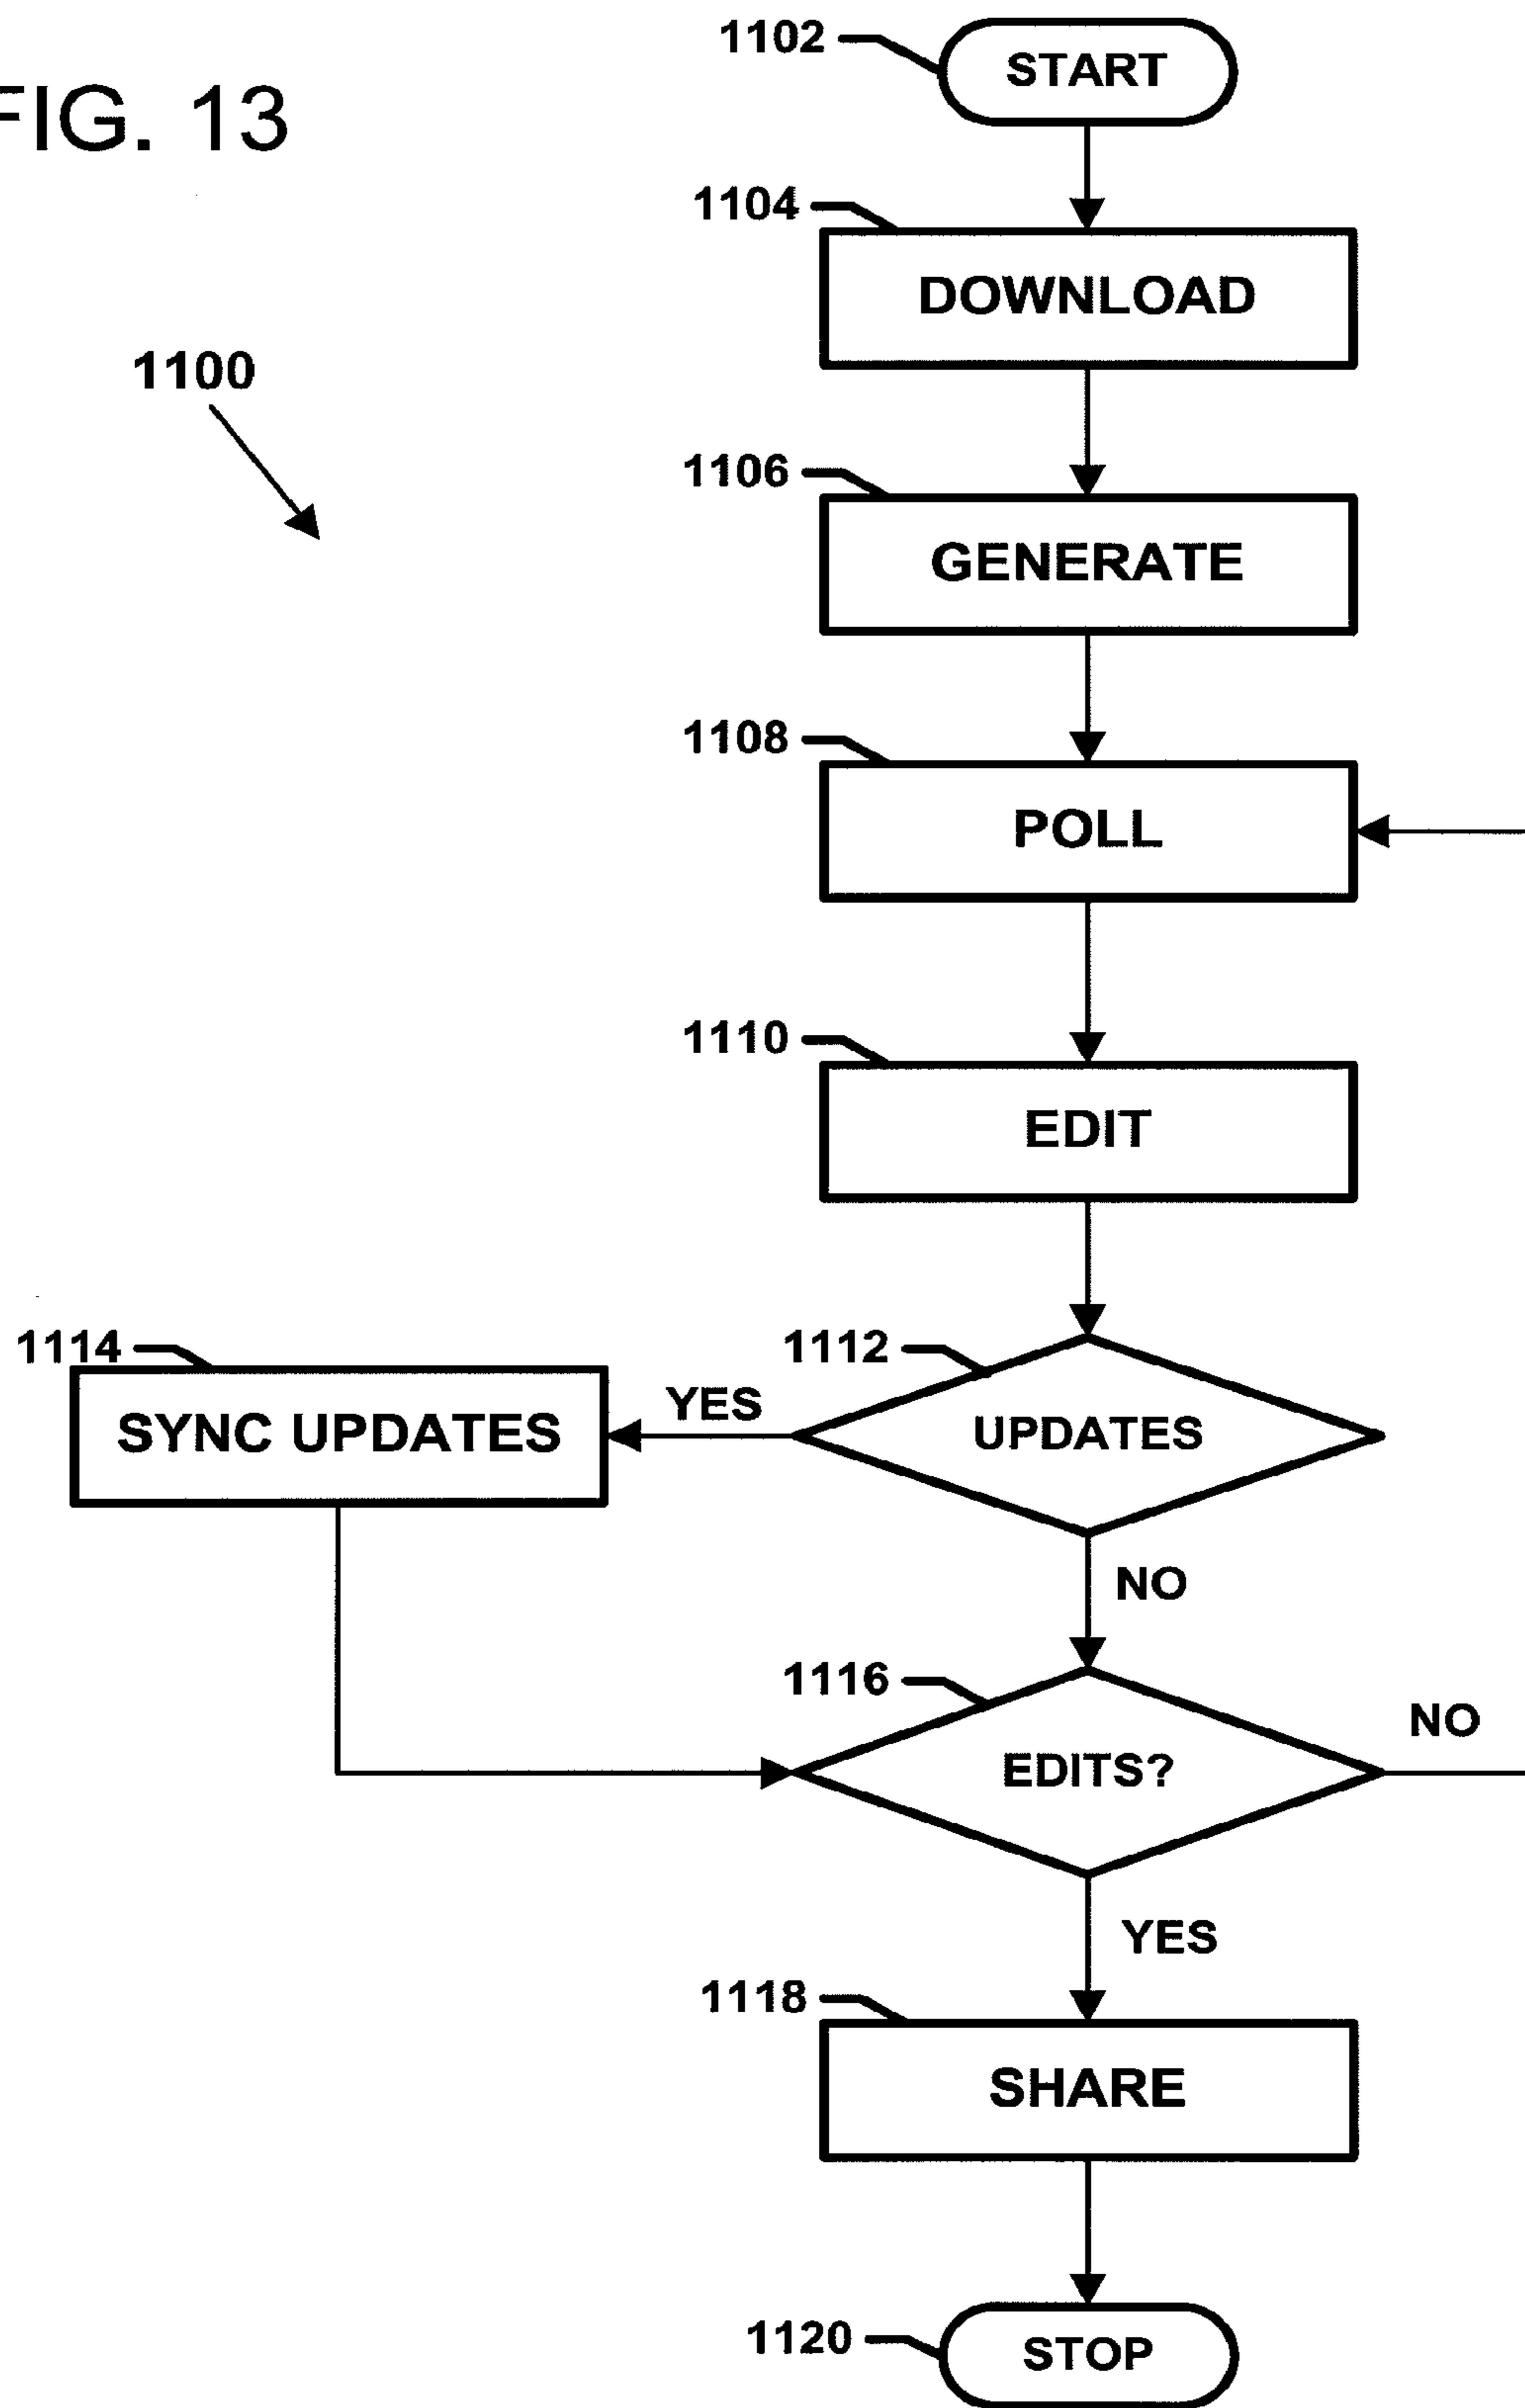 1102
START
FIG. 13
1104
DOWNLOAD
1100
1106
GENERATE
1108
POLL
1110
EDIT
1114
1112
SYNC UPDATES
YES
UPDATES
NO
1116
NO
EDITS?
YES
1118
SHARE
1120
STOP